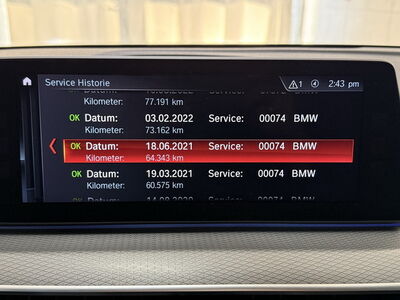 Service Historie
1
2:43 pm
Kilometer: 77.191 km
OK Datum: 03.02.2022 Service: 00074 BMW
Kilometer: 73.162 km
OK Datum: 18.06.2021 Service: 00074 BMW
Kilometer: 64.343 km
OK Datum: 19.03.2021 Service: 00074 BMW
Kilometer: 60.575 km